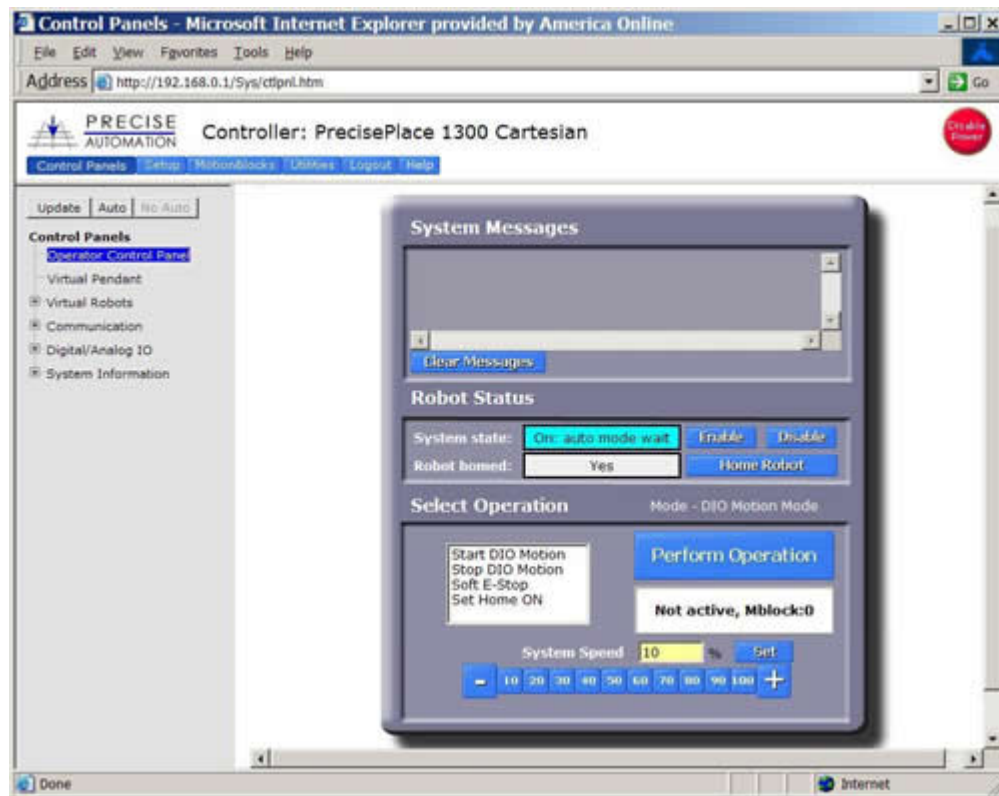 Control Panels - Microsoft Internet Explorer provided by America Online
File Edit View Favorites Tools Help
Address http://192.168.0.1/Sys/ctlpnl.htm Go
PRECISE
AUTOMATION
Controller: PrecisePlace 1300 Cartesian
Disable
Power
Control Panels Setup MotionBlocks Utilities Logout Help
Update Auto No Auto
Control Panels
Operator Control Panel
Virtual Pendant
Virtual Robots
Communication
Digital/Analog IO
System Information
System Messages
Clear Messages
Robot Status
System state: On: auto mode wait Enable Disable
Robot homed: Yes Home Robot
Select Operation Mode - DIO Motion Mode
Start DIO Motion
Stop DIO Motion
Soft E-Stop
Set Home ON
Perform Operation
Not active, Mblock:0
System Speed 10 % Set
- 10 20 30 40 50 60 70 80 90 100 +
Done Internet